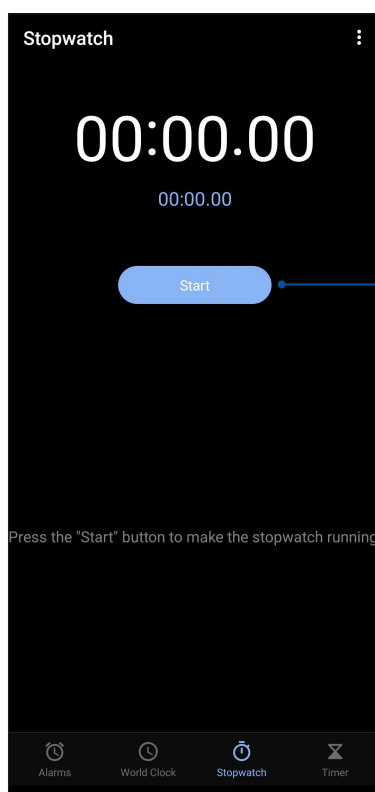 Stopwatch
00:00.00
00:00.00
Start
Press the "Start" button to make the stopwatch running
Alarms World Clock Stopwatch Timer